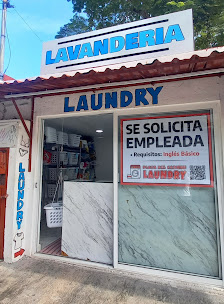 LAVANDERIA
LAUNDRY
SE SOLICITA
EMPLEADA
• Requisitos: Inglés Básico
LAUNDRY
LAUNDRY